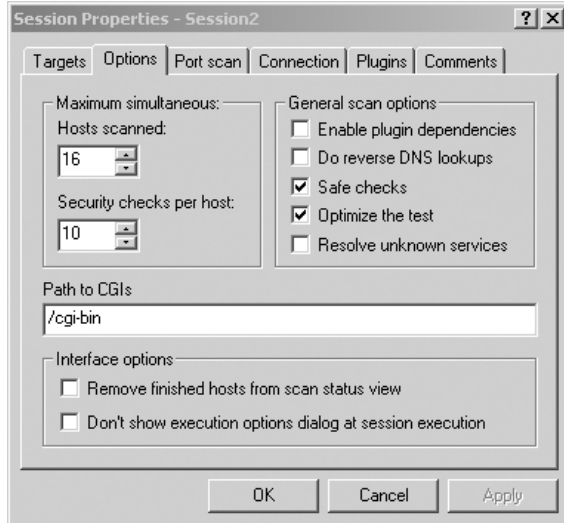 Session Properties - Session2
Targets Options Port scan Connection Plugins Comments
Maximum simultaneous:
Hosts scanned:
16
Security checks per host:
10
General scan options
Enable plugin dependencies
Do reverse DNS lookups
Safe checks
Optimize the test
Resolve unknown services
Path to CGIs
/cgi-bin
Interface options
Remove finished hosts from scan status view
Don't show execution options dialog at session execution
OK Cancel Apply